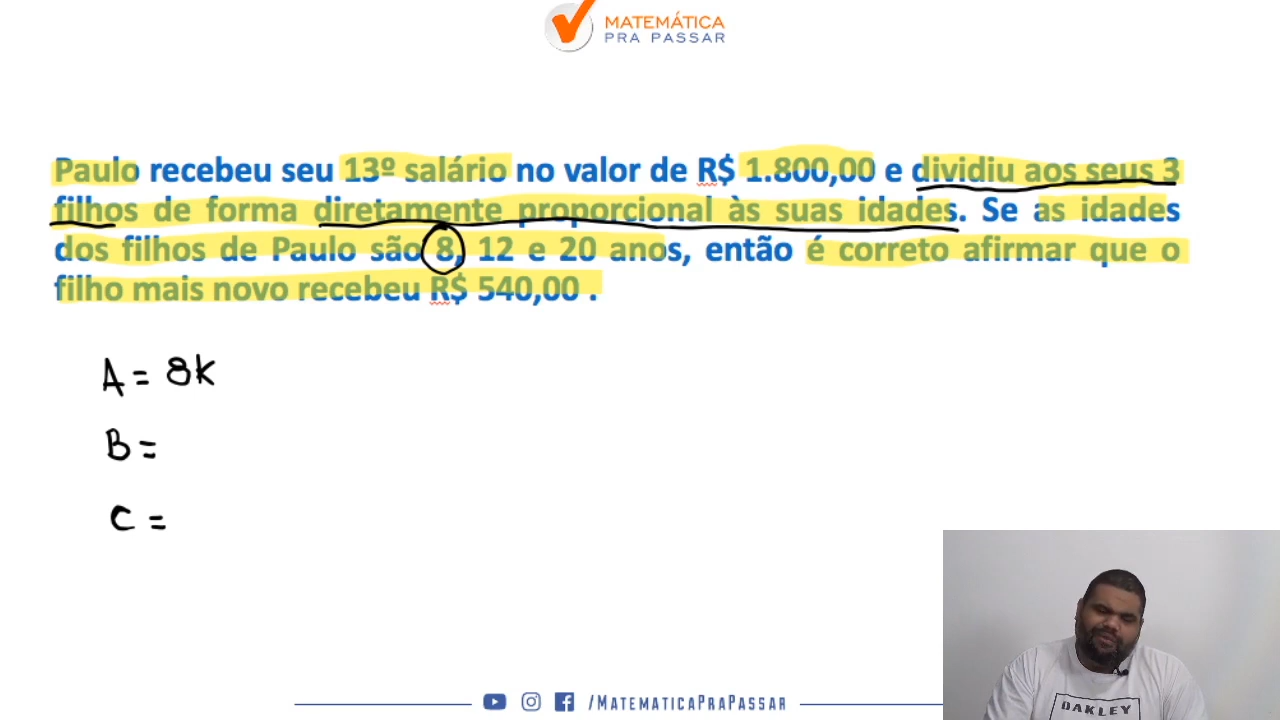 MATEMÁTICA
PRA PASSAR
Paulo recebeu seu 13º salário no valor de R$ 1.800,00 e dividiu aos seus 3
filhos de forma diretamente proporcional às suas idades. Se as idades
dos filhos de Paulo são 8, 12 e 20 anos, então é correto afirmar que o
filho mais novo recebeu R$ 540,00 .
A = 8k
B =
C =
OAKLEY
/MatematicaPraPassar